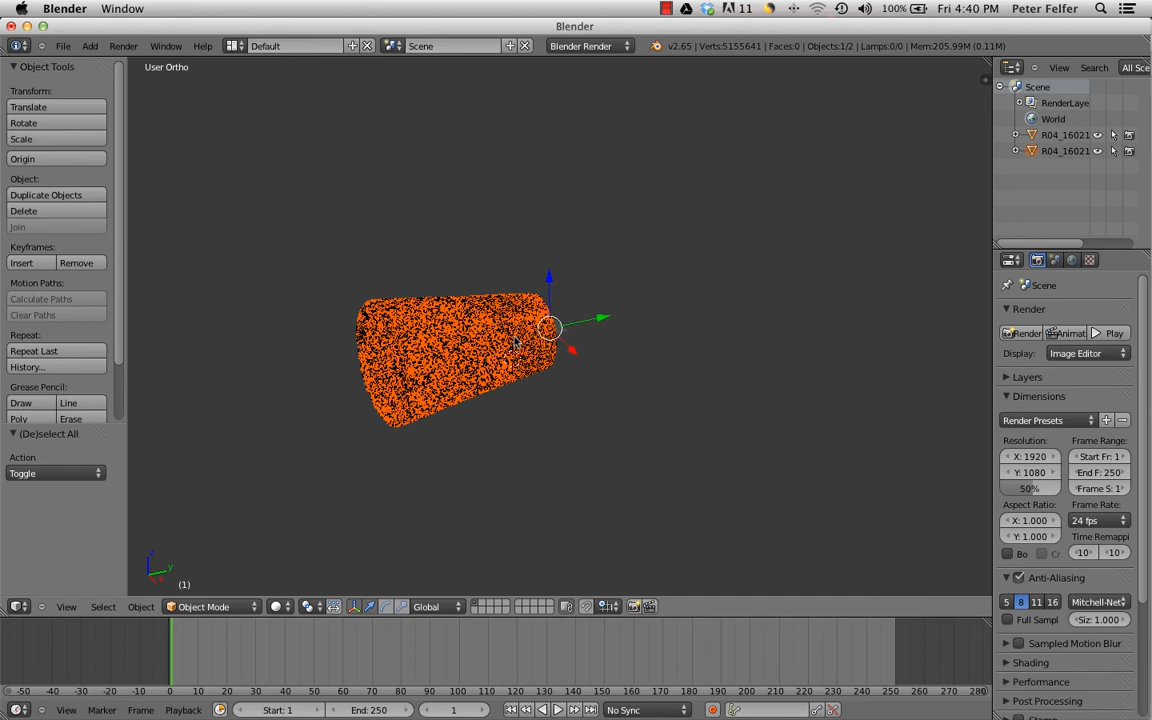 Blender Window 11 100% Fri 4:40 PM Peter Felfer
Blender
File Add Render Window Help Default Scene Blender Render v2.65 | Verts:5155641 | Faces:0 | Objects:1/2 | Lamps:0/0 | Mem:205.99M (0.11M)
Object Tools
Transform:
Translate
Rotate
Scale
Origin
Object:
Duplicate Objects
Delete
Join
Keyframes:
Insert Remove
Motion Paths:
Calculate Paths
Clear Paths
Repeat:
Repeat Last
History...
Grease Pencil:
Draw Line
Poly Erase
(De)select All
Action
Toggle
User Ortho
z
y
x
(1)
View Select Object Object Mode Global
View Search All Sce
Scene
RenderLaye
World
R04_16021
R04_16021
Scene
Render
Render Animat Play
Display: Image Editor
Layers
Dimensions
Render Presets
Resolution: Frame Range:
X: 1920 Start Fr: 1
Y: 1080 End F: 250
50% Frame S: 1
Aspect Ratio: Frame Rate:
X: 1.000 24 fps
Y: 1.000 Time Remappi
Bo Cr 10 10
Anti-Aliasing
5 8 11 16 Mitchell-Net
Full Sampl Siz: 1.000
Sampled Motion Blur
Shading
Performance
Post Processing
-50 -40 -30 -20 -10 0 10 20 30 40 50 60 70 80 90 100 110 120 130 140 150 160 170 180 190 200 210 220 230 240 250 260 270 280
View Marker Frame Playback Start: 1 End: 250 1 No Sync